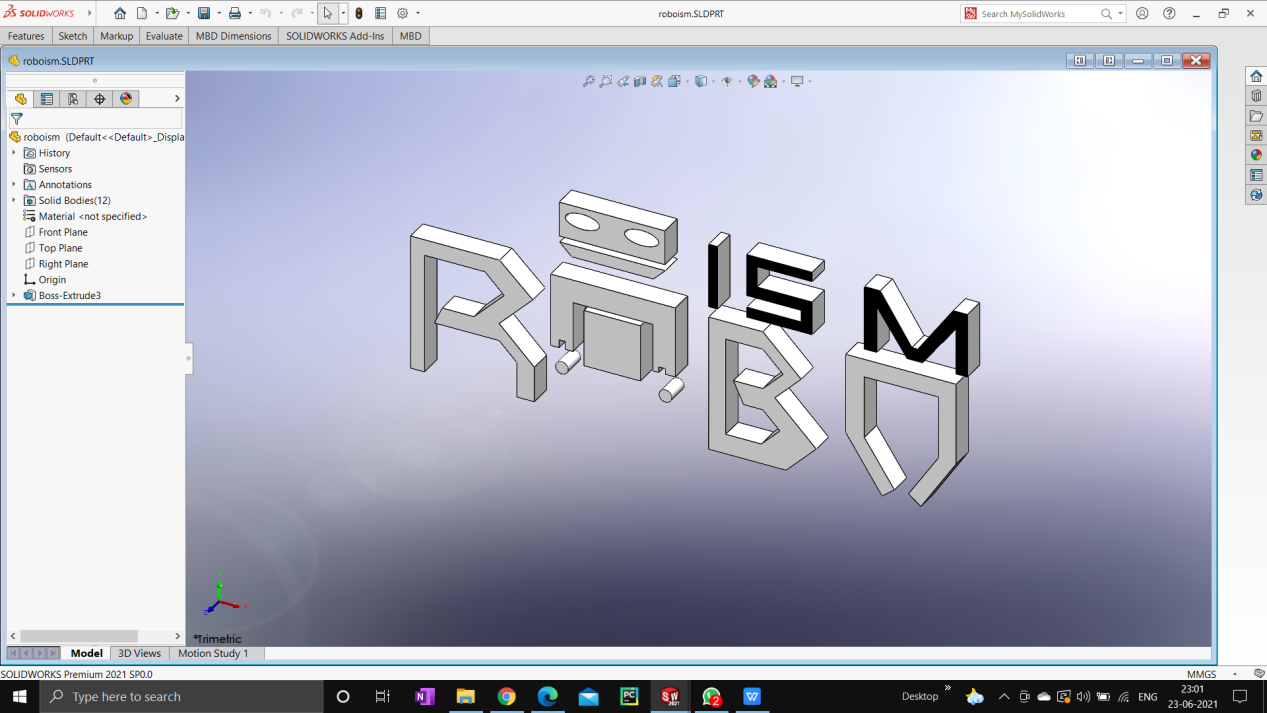 SOLIDWORKS
roboism.SLDPRT
Search MySolidWorks
Features Sketch Markup Evaluate MBD Dimensions SOLIDWORKS Add-Ins MBD
roboism.SLDPRT
roboism (Default<<Default>_Displa
History
Sensors
Annotations
Solid Bodies(12)
Material <not specified>
Front Plane
Top Plane
Right Plane
Origin
Boss-Extrude3
ISM
R B
*Trimetric
Model 3D Views Motion Study 1
SOLIDWORKS Premium 2021 SP0.0
MMGS
Type here to search
Desktop
ENG
23:01
23-06-2021